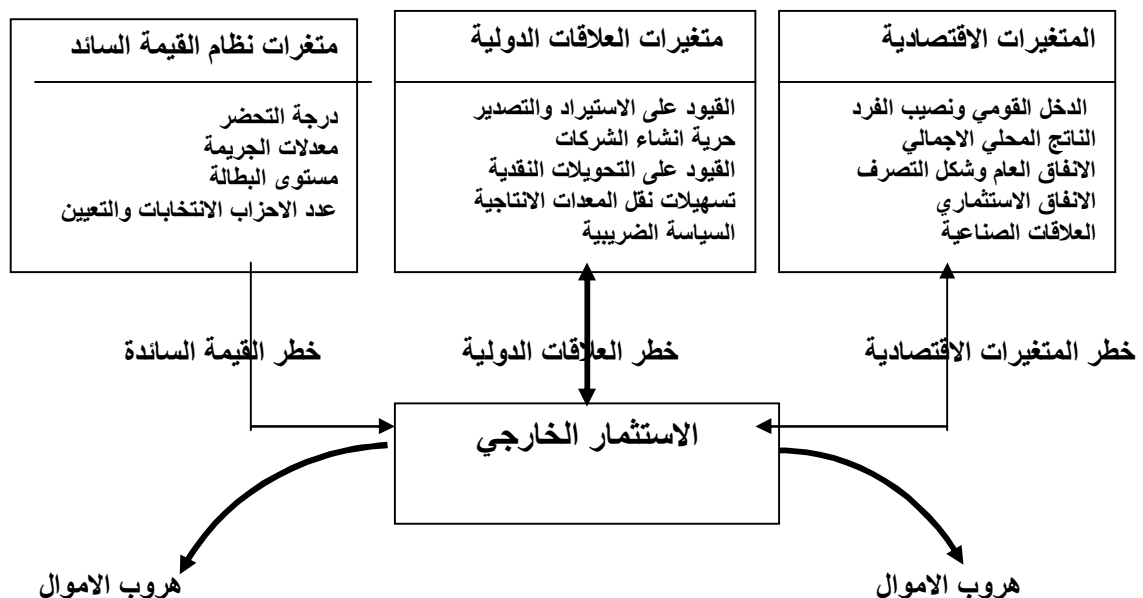 المتغيرات الاقتصادية
الدخل القومي ونصيب الفرد
الناتج المحلي الاجمالي
الانفاق العام وشكل التصرف
الانفاق الاستثماري
العلاقات الصناعية
متغيرات العلاقات الدولية
القيود على الاستيراد والتصدير
حرية انشاء الشركات
القيود على التحويلات النقدية
تسهيلات نقل المعدات الانتاجية
السياسة الضريبية
متغرات نظام القيمة السائد
درجة التحضر
معدلات الجريمة
مستوى البطالة
عدد الاحزاب الانتخابات والتعيين
خطر المتغيرات الاقتصادية
خطر العلاقات الدولية
خطر القيمة السائدة
الاستثمار الخارجي
هروب الاموال
هروب الاموال